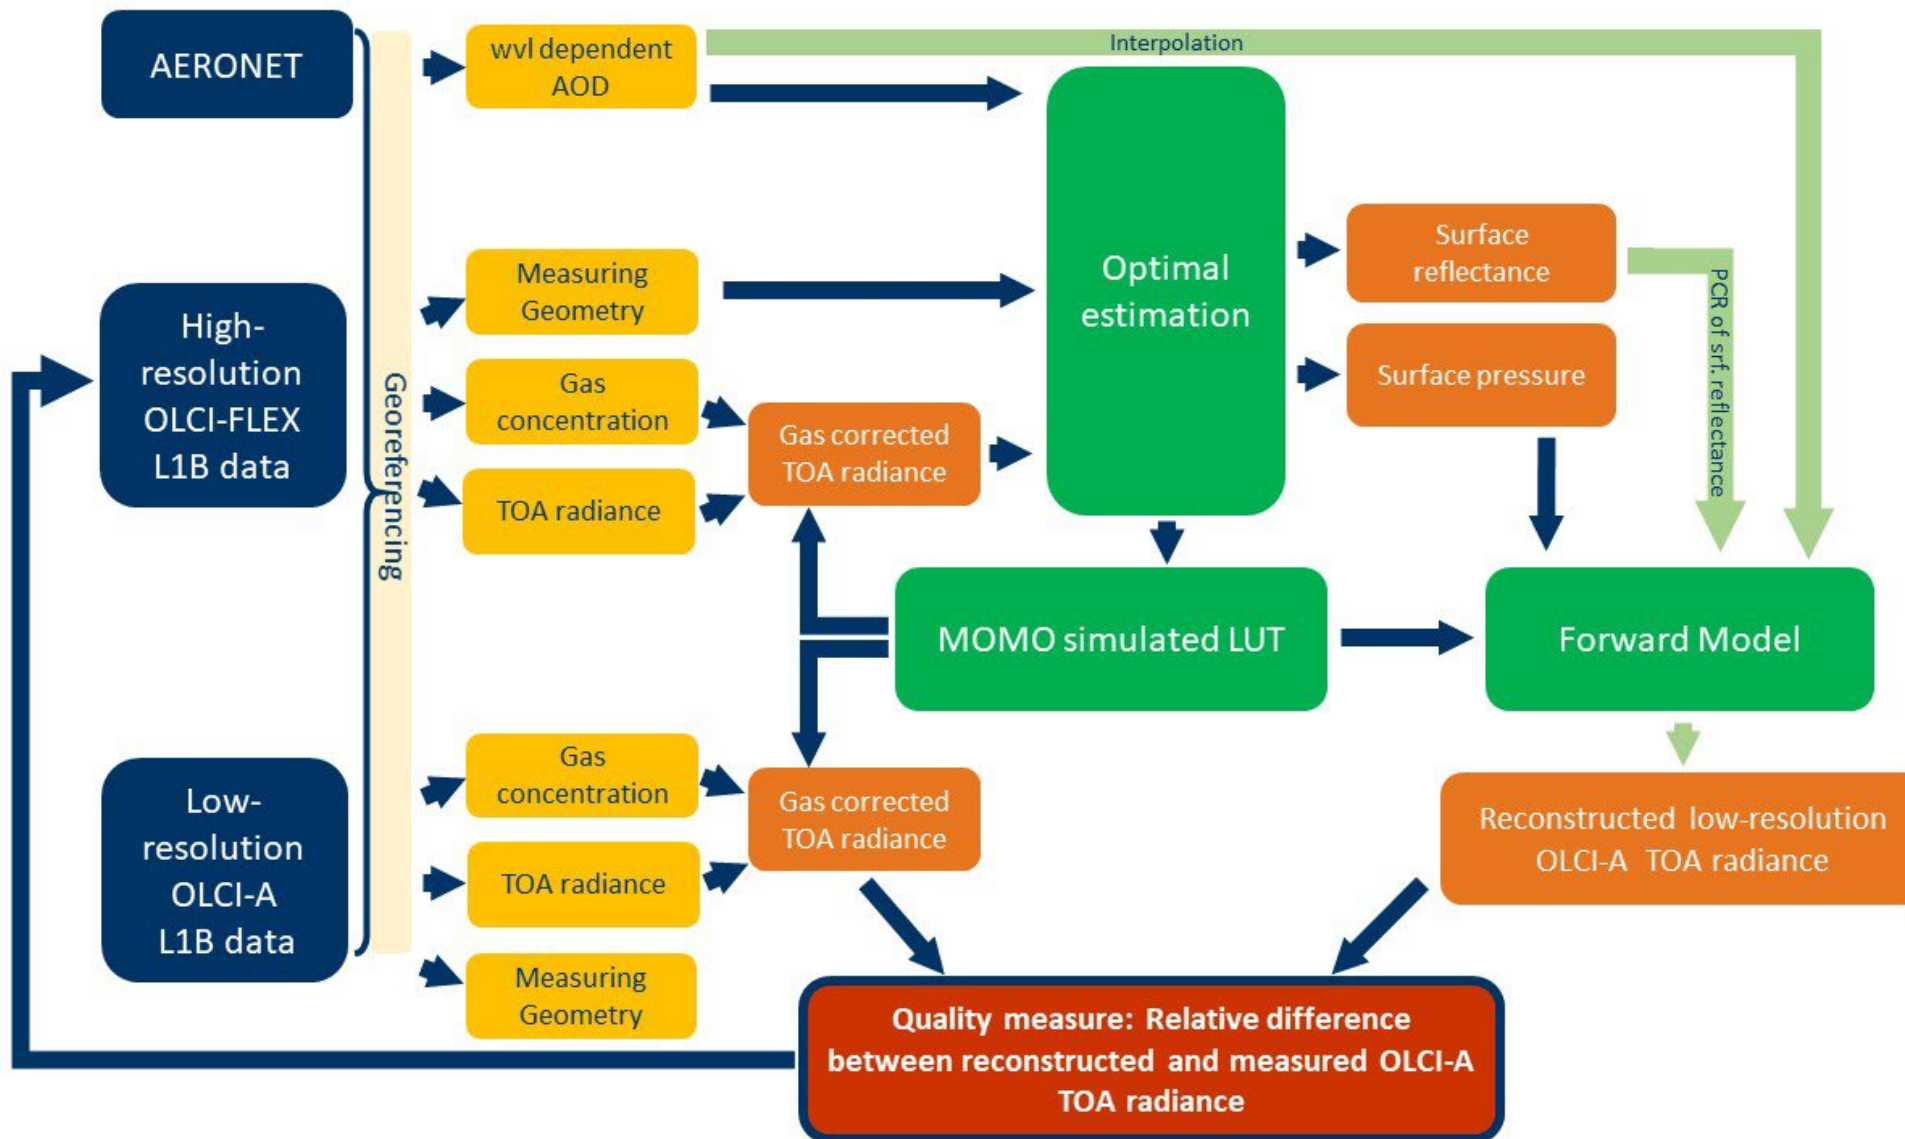 AERONET
High-
resolution
OLCI-FLEX
L1B data
Low-
resolution
OLCI-A
L1B data
Georeferencing
wvl dependent
AOD
Measuring
Geometry
Gas
concentration
TOA radiance
Gas corrected
TOA radiance
Gas
concentration
TOA radiance
Measuring
Geometry
Gas corrected
TOA radiance
Interpolation
Optimal
estimation
Surface
reflectance
Surface pressure
PCR of srf. reflectance
MOMO simulated LUT
Forward Model
Reconstructed low-resolution
OLCI-A TOA radiance
Quality measure: Relative difference
between reconstructed and measured OLCI-A
TOA radiance